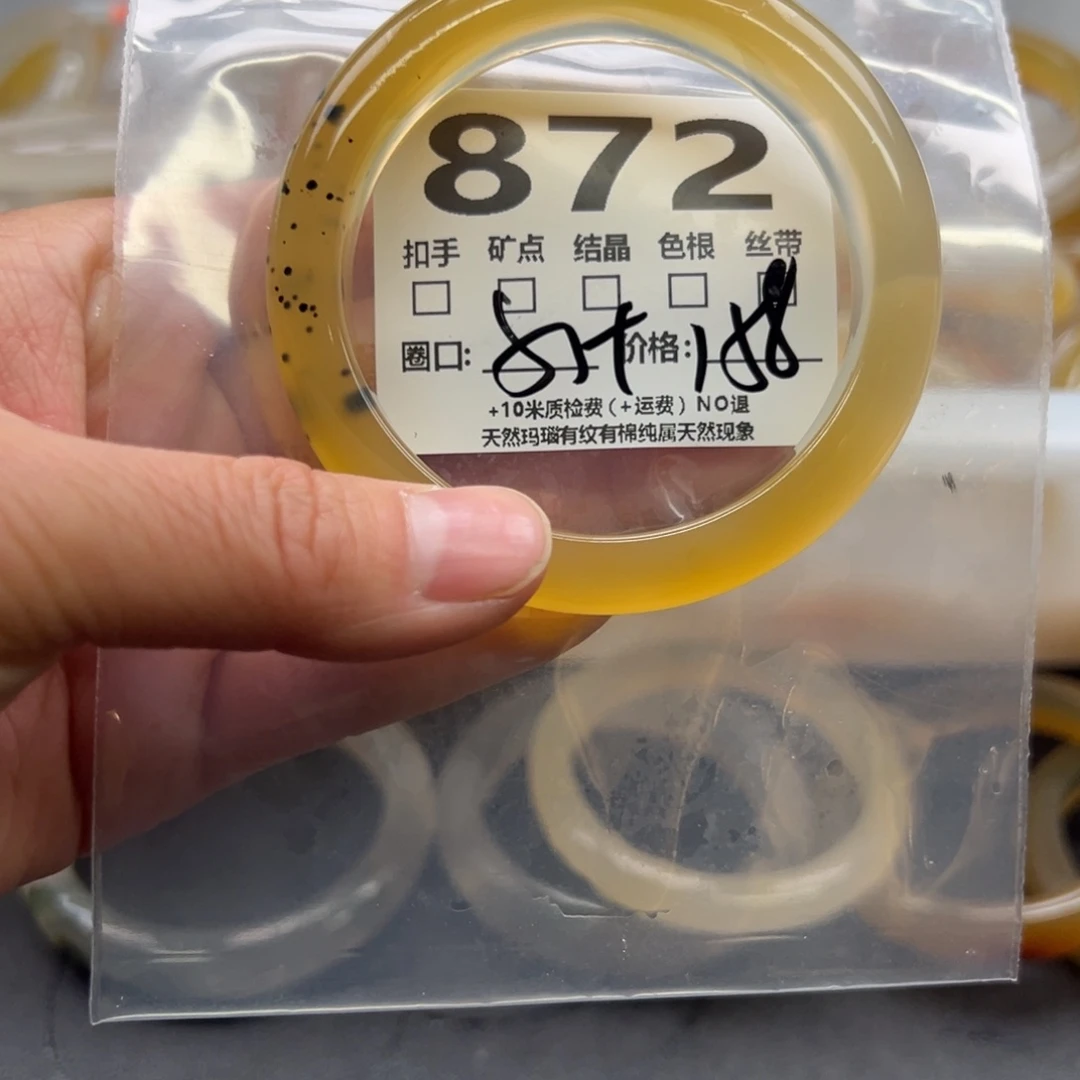 872
扣手 矿点 结晶 色根 丝带
圈口: 价格: 188
+10米质检费(+运费) NO退
天然玛瑙有纹有棉纯属天然现象